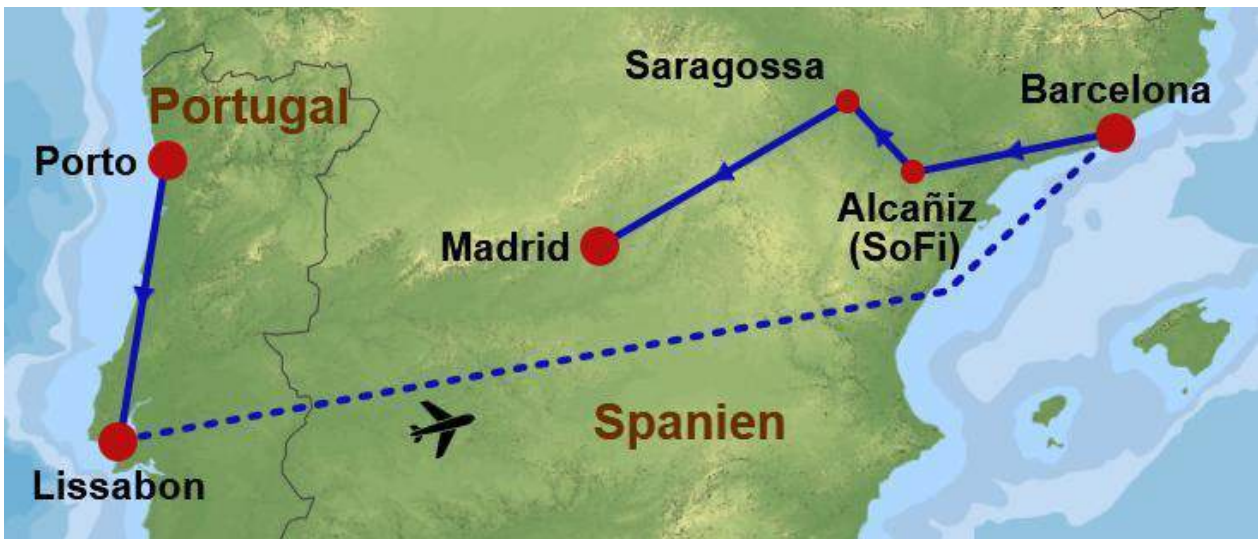 Saragossa
Barcelona
Portugal
Porto
Alcañiz
(SoFi)
Madrid
Spanien
Lissabon